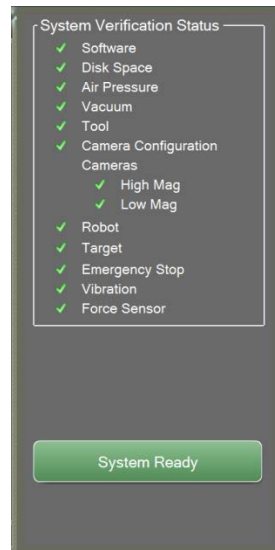 System Verification Status
Software
Disk Space
Air Pressure
Vacuum
Tool
Camera Configuration
Cameras
High Mag
Low Mag
Robot
Target
Emergency Stop
Vibration
Force Sensor
System Ready